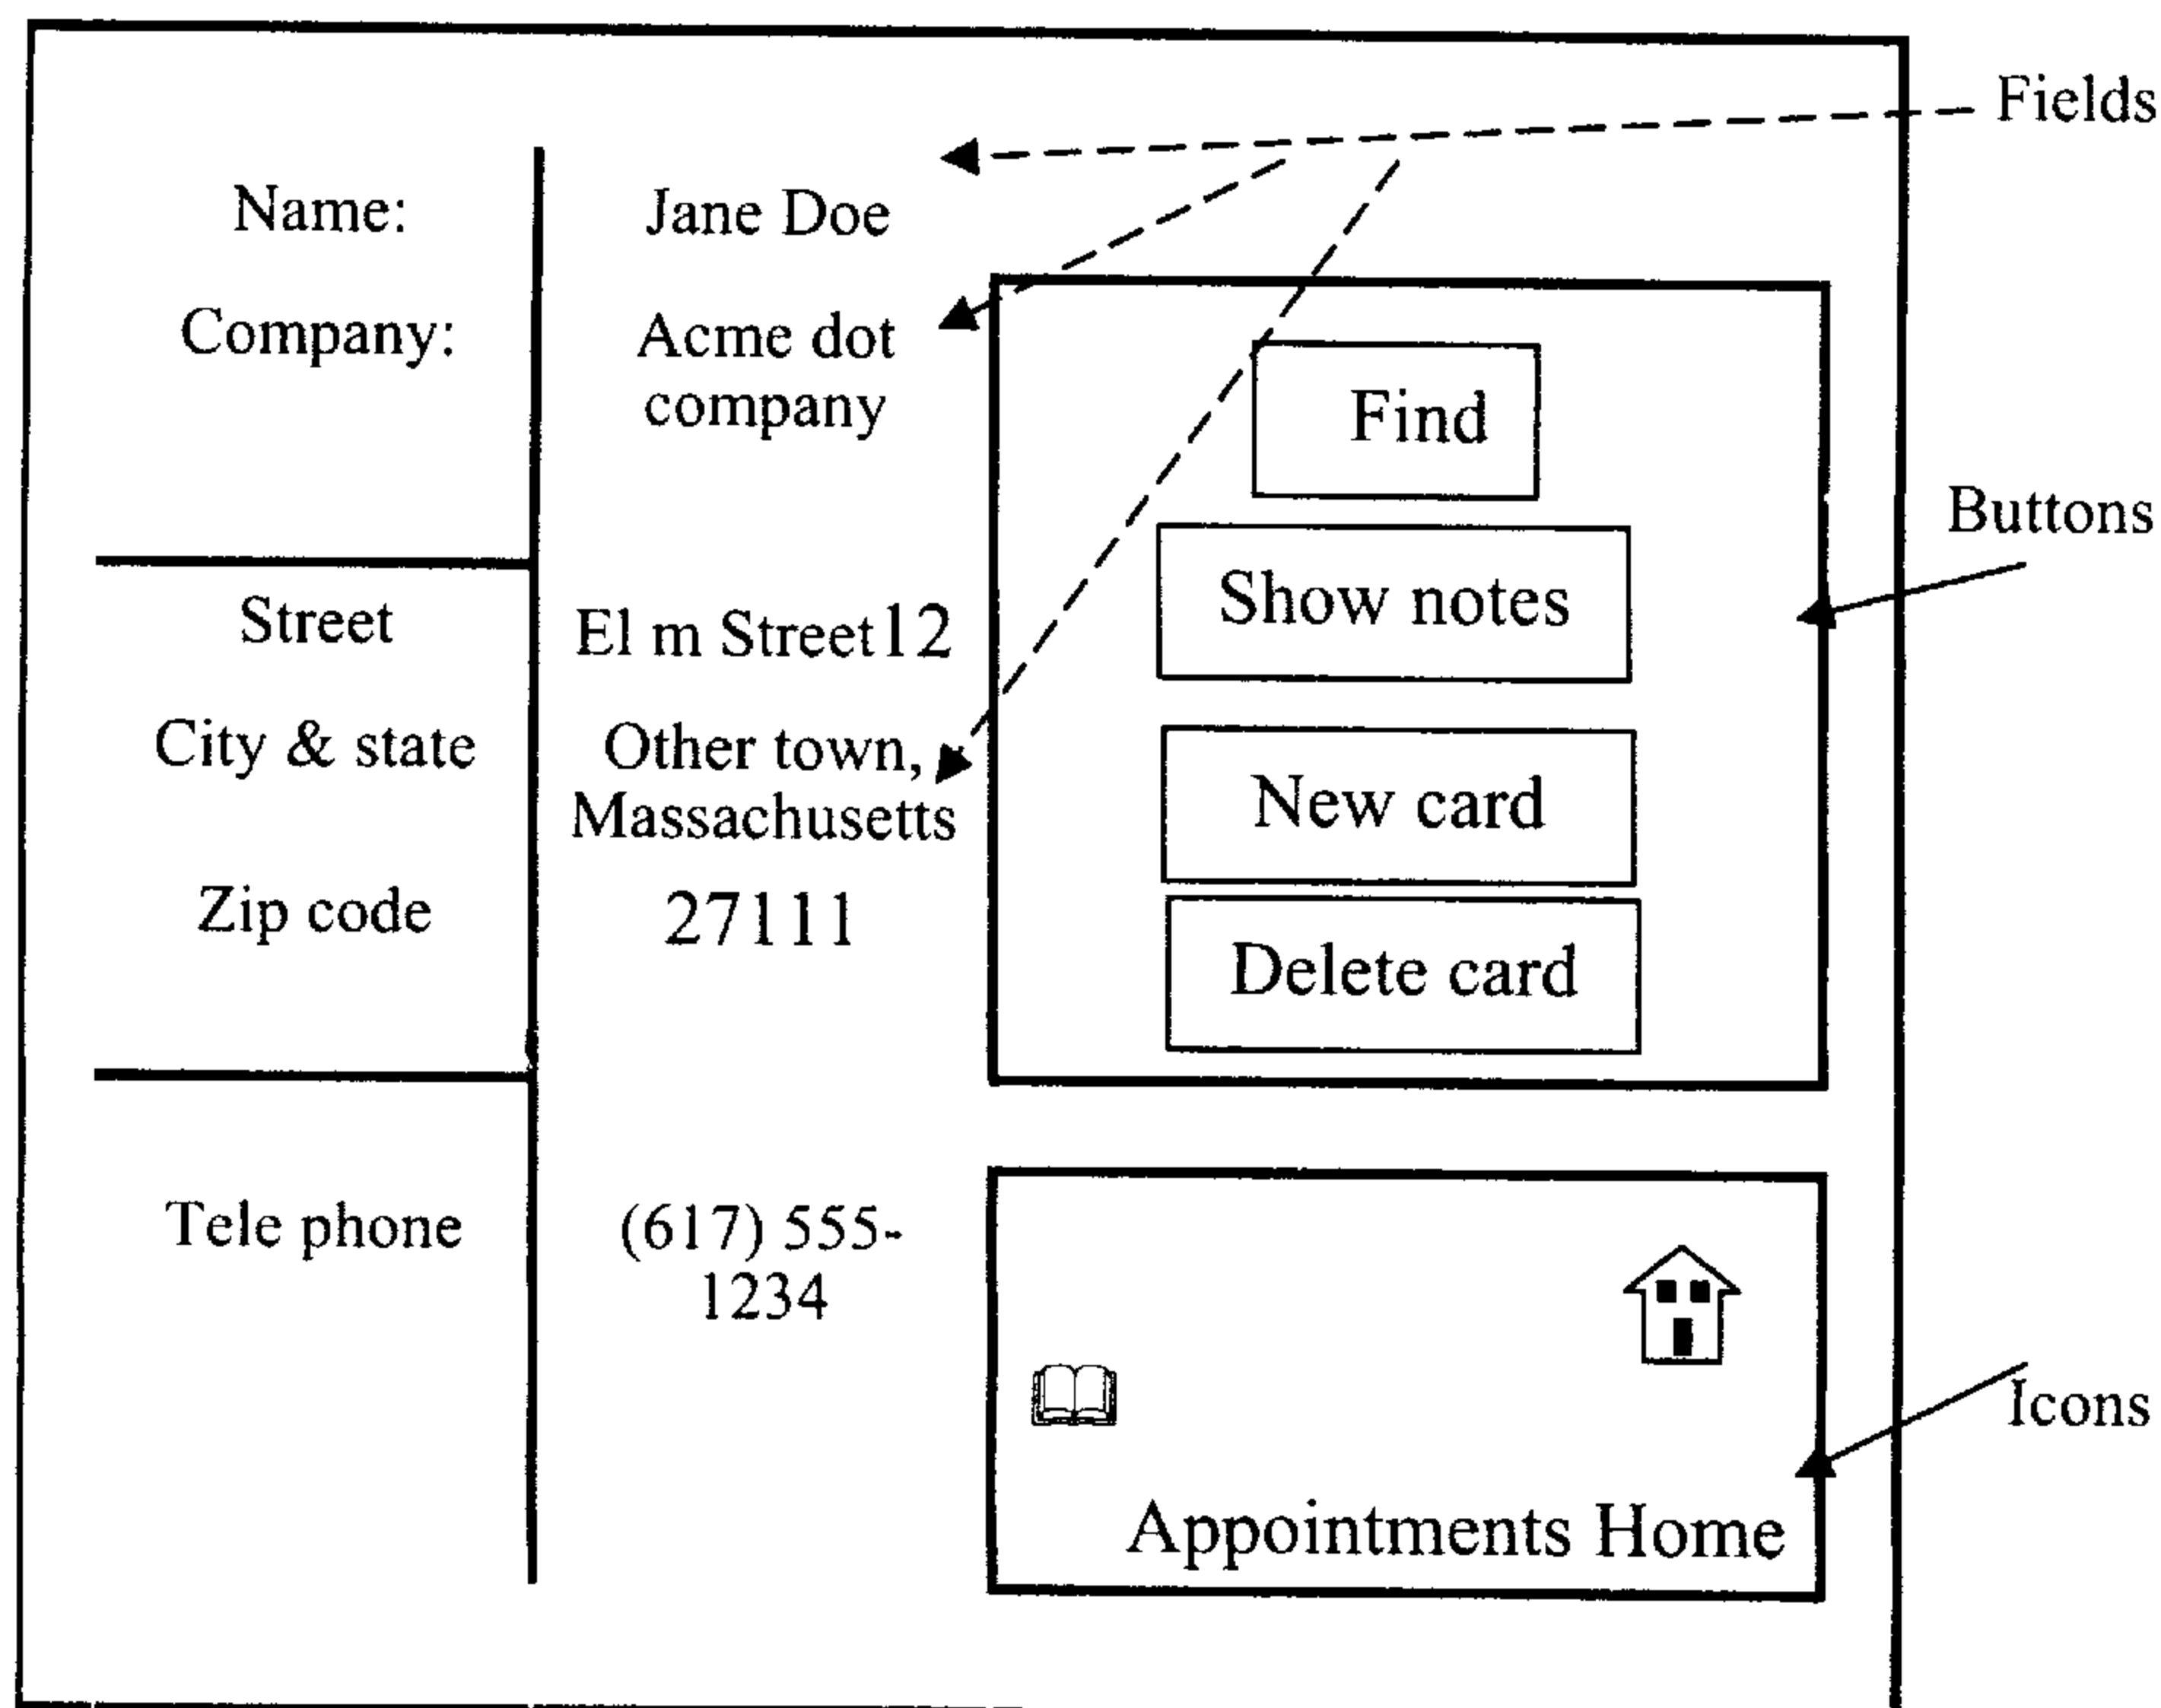 Fields
Name:
Jane Doe
Company:
Acme dot
company
Find
Buttons
Show notes
Street
El m Street12
City & state
Other town,
Massachusetts
New card
Zip code
27111
Delete card
Tele phone
(617) 555-
1234
Icons
Appointments Home